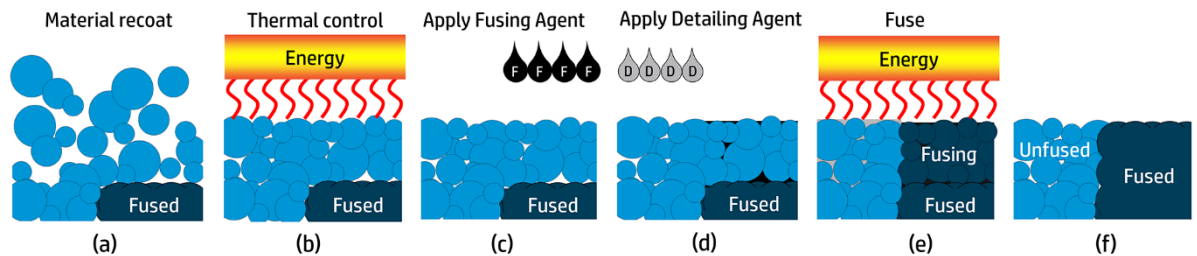 Material recoat
Thermal control
Apply Fusing Agent
Apply Detailing Agent
Fuse
Energy
F F F F
D D D D
Energy
Fused
Fused
Fused
Fused
Fusing
Fused
Unfused
Fused
(a)
(b)
(c)
(d)
(e)
(f)